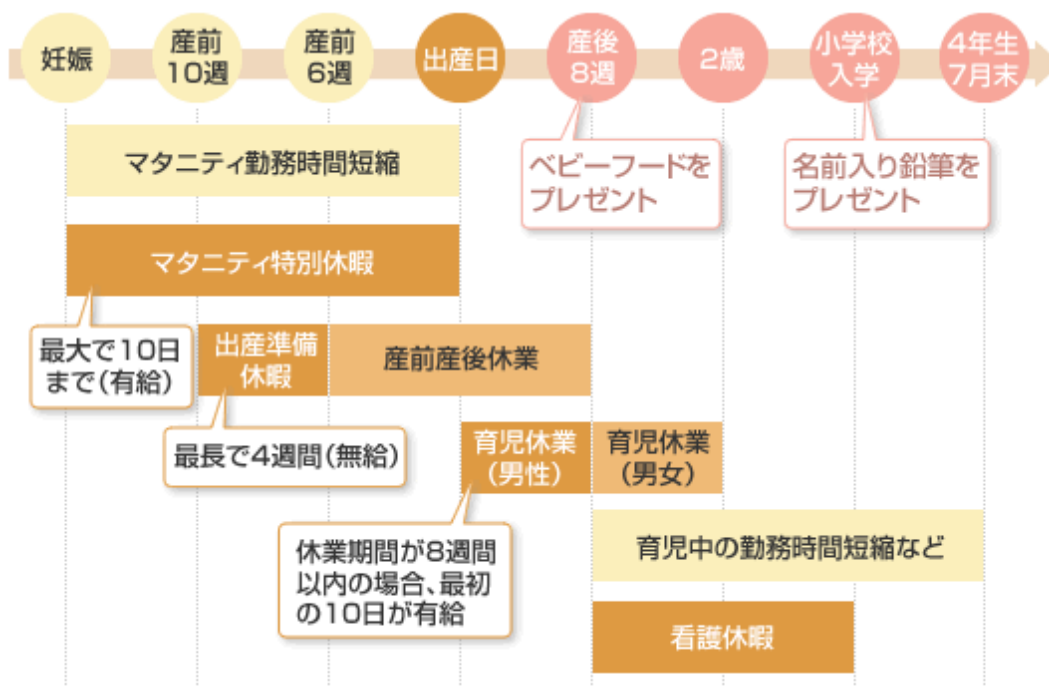 妊娠
産前
10週
産前
6週
出産日
産後
8週
2歳
小学校
入学
4年生
7月末
マタニティ勤務時間短縮
ベビーフードを
プレゼント
名前入り鉛筆を
プレゼント
マタニティ特別休暇
最大で10日
まで(有給)
出産準備
休暇
産前産後休業
最長で4週間(無給)
育児休業
(男性)
育児休業
(男女)
休業期間が8週間
以内の場合、最初
の10日が有給
育児中の勤務時間短縮など
看護休暇